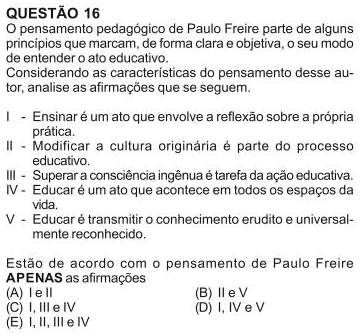 QUESTÃO 16
O pensamento pedagógico de Paulo Freire parte de alguns
princípios que marcam, de forma clara e objetiva, o seu modo
de entender o ato educativo.
Considerando as características do pensamento desse au-
tor, analise as afirmações que se seguem.
I - Ensinar é um ato que envolve a reflexão sobre a própria
prática.
II - Modificar a cultura originária é parte do processo
educativo.
III - Superar a consciência ingênua é tarefa da ação educativa.
IV - Educar é um ato que acontece em todos os espaços da
vida.
V - Educar é transmitir o conhecimento erudito e universal-
mente reconhecido.
Estão de acordo com o pensamento de Paulo Freire
APENAS as afirmações
(A) I e II (B) II e V
(C) I, III e IV (D) I, IV e V
(E) I, II, III e IV